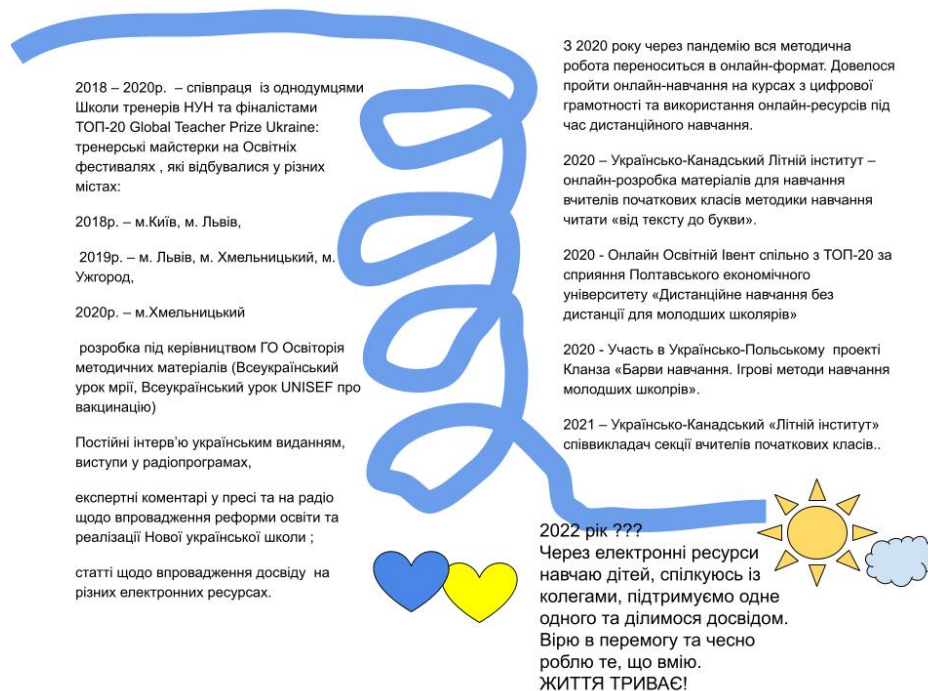 2018 – 2020р.  – співпраця  із однодумцями
Школи тренерів НУН та фіналістами
ТОП-20 Global Teacher Prize Ukraine:
тренерські майстерки на Освітніх
фестивалях , які відбувалися у різних
містах:
2018р. – м.Київ, м. Львів,
2019р. – м. Львів, м. Хмельницький, м.
Ужгород,
2020р. – м.Хмельницький
розробка під керівництвом ГО Освіторія
методичних матеріалів (Всеукраїнський
урок мрії, Всеукраїнський урок UNISEF про
вакцинацію)
Постійні інтерв’ю українським виданням,
виступи у радіопрограмах,
експертні коментарі у пресі та на радіо
щодо впровадження реформи освіти та
реалізації Нової української школи ;
статті щодо впровадження досвіду  на
різних електронних ресурсах.
З 2020 року через пандемію вся методична
робота переноситься в онлайн-формат. Довелося
пройти онлайн-навчання на курсах з цифрової
грамотності та використання онлайн-ресурсів під
час дистанційного навчання.
2020 – Українсько-Канадський Літній інститут –
онлайн-розробка матеріалів для навчання
вчителів початкових класів методики навчання
читати «від тексту до букви».
2020 - Онлайн Освітній Івент спільно з ТОП-20 за
сприяння Полтавського економічного
університету «Дистанційне навчання без
дистанції для молодших школярів»
2020 - Участь в Українсько-Польському  проекті
Кланза «Барви навчання. Ігрові методи навчання
молодших школрів».
2021 – Українсько-Канадський «Літній інститут»
співвикладач секції вчителів початкових класів..
2022 рік ???
Через електронні ресурси
навчаю дітей, спілкуюсь із
колегами, підтримуємо одне
одного та ділимося досвідом.
Вірю в перемогу та чесно
роблю те, що вмію.
ЖИТТЯ ТРИВАЄ!